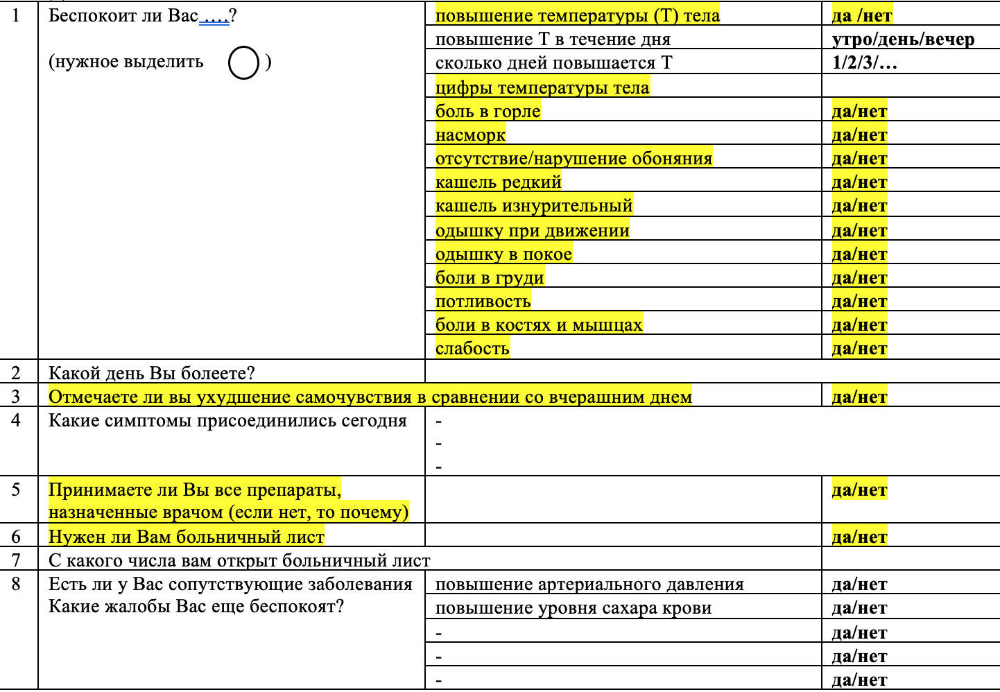 1 Беспокоит ли Вас ….? повышение температуры (Т) тела да /нет
повышение Т в течение дня утро/день/вечер
(нужное выделить ) сколько дней повышается Т 1/2/3/…
цифры температуры тела
боль в горле да/нет
насморк да/нет
отсутствие/нарушение обоняния да/нет
кашель редкий да/нет
кашель изнурительный да/нет
одышку при движении да/нет
одышку в покое да/нет
боли в груди да/нет
потливость да/нет
боли в костях и мышцах да/нет
слабость да/нет
2 Какой день Вы болеете?
3 Отмечаете ли вы ухудшение самочувствия в сравнении со вчерашним днем да/нет
4 Какие симптомы присоединились сегодня -
-
-
5 Принимаете ли Вы все препараты, да/нет
назначенные врачом (если нет, то почему)
6 Нужен ли Вам больничный лист да/нет
7 С какого числа вам открыт больничный лист
8 Есть ли у Вас сопутствующие заболевания повышение артериального давления да/нет
Какие жалобы Вас еще беспокоят? повышение уровня сахара крови да/нет
- да/нет
- да/нет
- да/нет